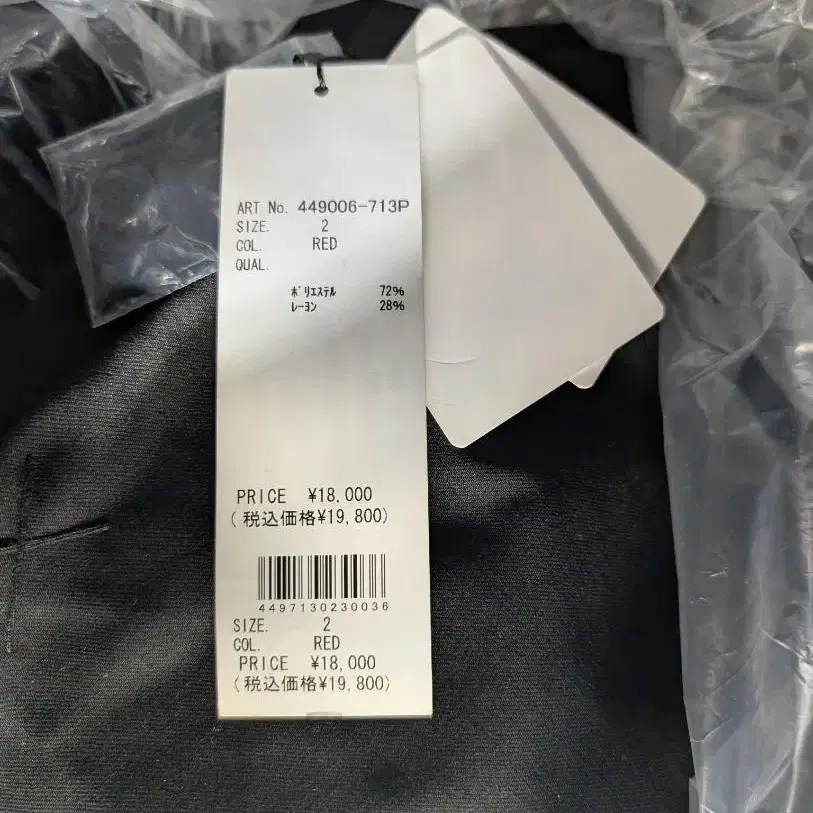 ART No. 449006-713P
SIZE. 2
COL. RED
QUAL.
ﾎﾟﾘｴｽﾃﾙ 72%
ﾚｰﾖﾝ 28%
PRICE ¥18,000
(税込価格¥19,800)
4497130230036
SIZE. 2
COL. RED
PRICE ¥18,000
(税込価格¥19,800)